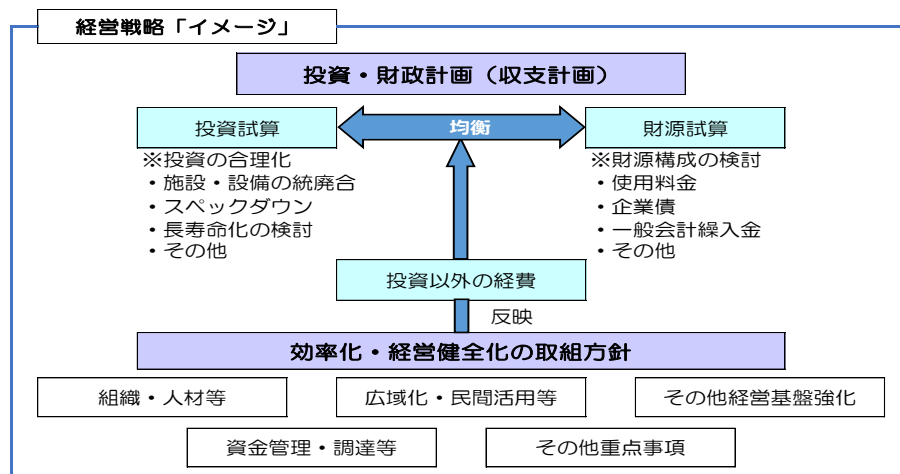 経営戦略「イメージ」
投資・財政計画（収支計画）
投資試算
均衡
財源試算
※投資の合理化
・施設・設備の統廃合
・スペックダウン
・長寿命化の検討
・その他
※財源構成の検討
・使用料金
・企業債
・一般会計繰入金
・その他
投資以外の経費
反映
効率化・経営健全化の取組方針
組織・人材等
広域化・民間活用等
その他経営基盤強化
資金管理・調達等
その他重点事項